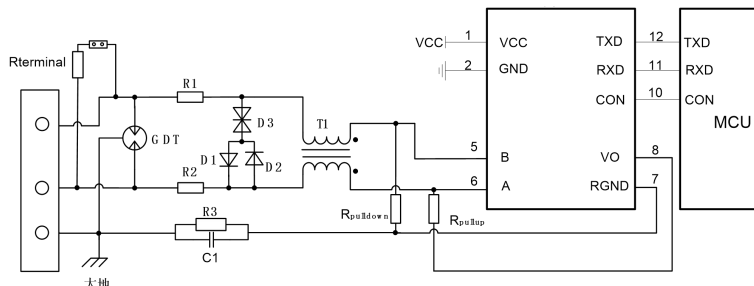 VCC 1 VCC TXD 12 TXD
Rterminal
2 GND RXD 11 RXD
R1
CON 10 CON
MCU
GDT
D3
T1
D1 D2
5 B VO 8
R2
6 A RGND 7
R3
Rpulldown Rpullup
C1
大地